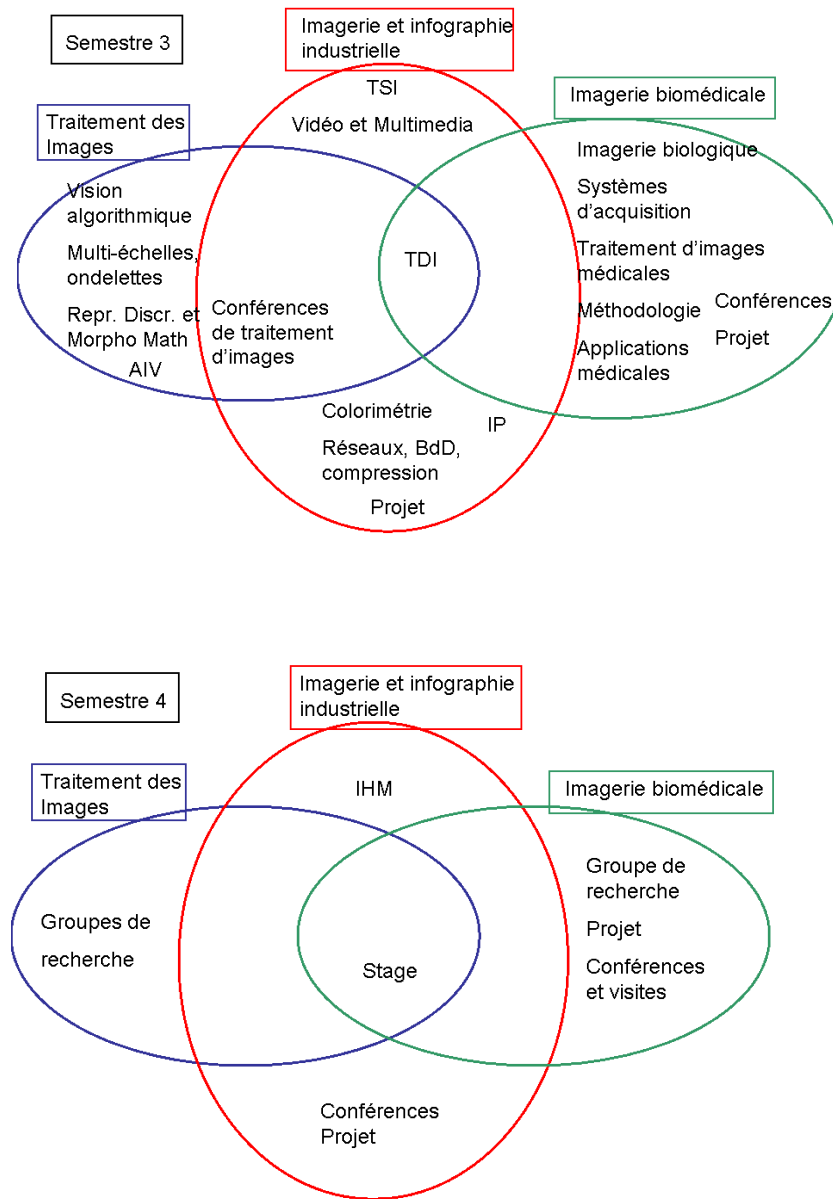 Semestre 3
Imagerie et infographie
industrielle
Traitement des
Images
Imagerie biomédicale
TSI
Vidéo et Multimedia
Vision
algorithmique
Multi-échelles,
ondelettes
Repr. Discr. et
Morpho Math
AIV
Conférences
de traitement
d'images
TDI
Imagerie biologique
Systèmes
d'acquisition
Traitement d'images
médicales
Méthodologie
Applications
médicales
Conférences
Projet
Colorimétrie
IP
Réseaux, BdD,
compression
Projet
Semestre 4
Imagerie et infographie
industrielle
Traitement des
Images
Imagerie biomédicale
IHM
Groupes de
recherche
Stage
Groupe de
recherche
Projet
Conférences
et visites
Conférences
Projet